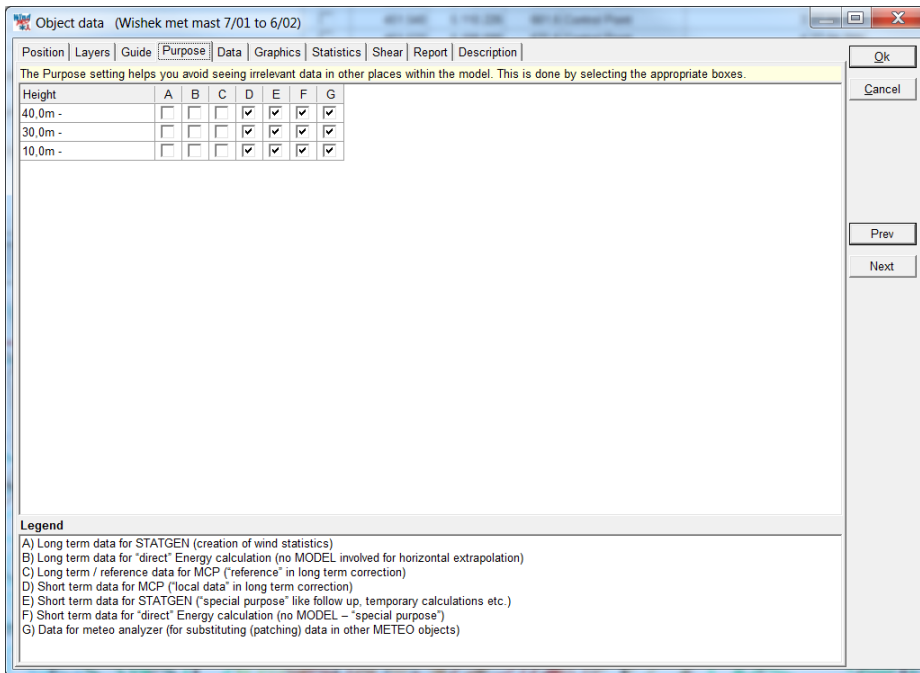 Object data (Wishek met mast 7/01 to 6/02)
Position Layers Guide Purpose Data Graphics Statistics Shear Report Description
Ok
The Purpose setting helps you avoid seeing irrelevant data in other places within the model. This is done by selecting the appropriate boxes.
Cancel
Height A B C D E F G
40,0m -
30,0m -
10,0m -
Prev
Next
Legend
A) Long term data for STATGEN (creation of wind statistics)
B) Long term data for "direct" Energy calculation (no MODEL involved for horizontal extrapolation)
C) Long term / reference data for MCP ("reference" in long term correction)
D) Short term data for MCP ("local data" in long term correction)
E) Short term data for STATGEN ("special purpose" like follow up, temporary calculations etc.)
F) Short term data for "direct" Energy calculation (no MODEL – "special purpose")
G) Data for meteo analyzer (for substituting (patching) data in other METEO objects)